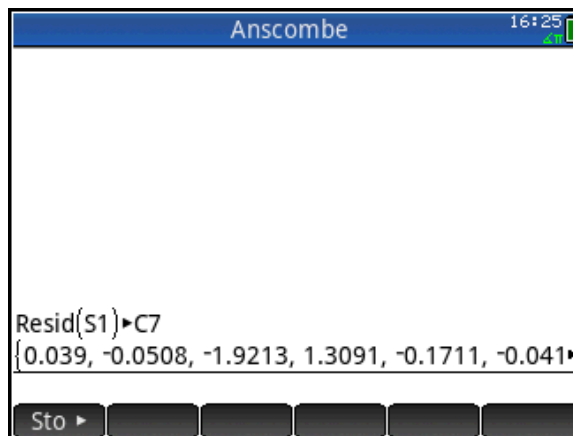 Anscombe
16:25
∡π
Resid(S1)▶C7
{0.039, -0.0508, -1.9213, 1.3091, -0.1711, -0.041▶
Sto ▶